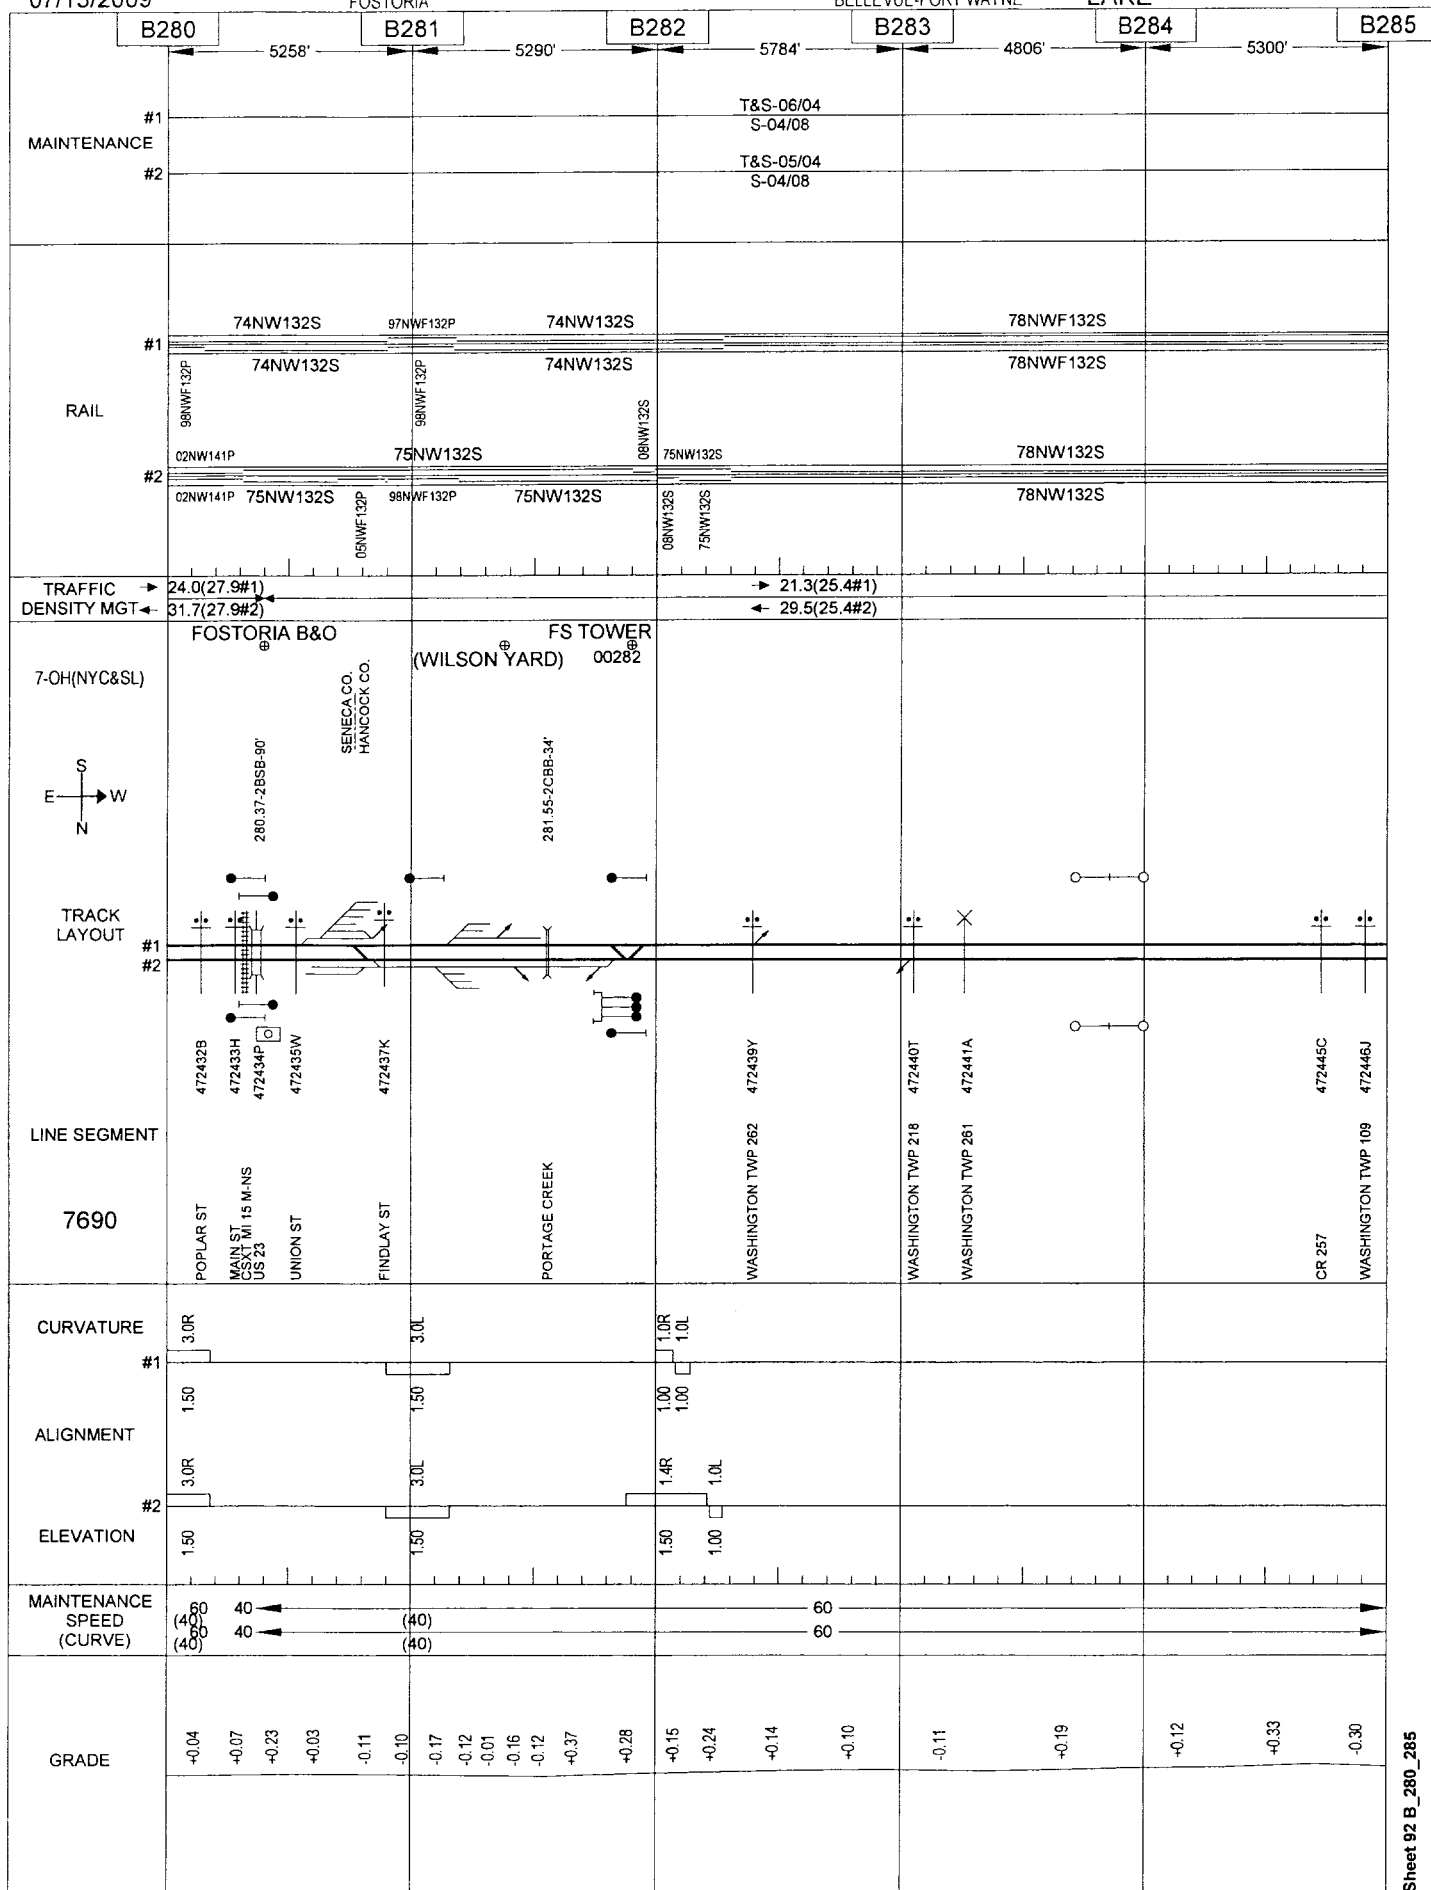 B280 B281 B282 B283 B284 B285
5258' 5290' 5784' 4806' 5300'
MAINTENANCE
#1
T&S-06/04
S-04/08
#2
T&S-05/04
S-04/08
RAIL
74NW132S 97NWF132P 74NW132S 78NWF132S
#1
74NW132S 74NW132S 78NWF132S
98NWF132P
98NWF132P
08NW132S
02NW141P 75NW132S 75NW132S 78NW132S
#2
02NW141P 75NW132S 98NWF132P 75NW132S 78NW132S
05NWF132P
08NW132S
75NW132S
TRAFFIC 24.0(27.9#1) 21.3(25.4#1)
DENSITY MGT 31.7(27.9#2) 29.5(25.4#2)
FOSTORIA B&O FS TOWER
(WILSON YARD) 00282
7-OH(NYC&SL)
SENECA CO.
HANCOCK CO.
S
E W
N
280.37-2BSB-90'
281.55-2CBB-34'
TRACK
LAYOUT
#1
#2
472432B
472433H
472434P
472435W
472437K
472439Y
472440T
472441A
472445C
472446J
LINE SEGMENT
7690
POPLAR ST
MAIN ST
CSXT MI 15 M-NS
US 23
UNION ST
FINDLAY ST
PORTAGE CREEK
WASHINGTON TWP 262
WASHINGTON TWP 218
WASHINGTON TWP 261
CR 257
WASHINGTON TWP 109
CURVATURE
3.0R 3.0L 1.0R 1.0L
#1
1.50 1.50 1.00 1.00
ALIGNMENT
3.0R 3.0L 1.4R 1.0L
#2
ELEVATION
1.50 1.50 1.50 1.00
MAINTENANCE
SPEED
(CURVE)
60 40 60
(40) (40)
60 40 60
(40) (40)
GRADE
+0.04 +0.07 +0.23 +0.03 -0.11 -0.10 -0.17 -0.12 -0.01 -0.16 -0.12 +0.37 +0.28 +0.15 +0.24 +0.14 +0.10 -0.11 +0.19 +0.12 +0.33 -0.30
Sheet 92 B_280_285